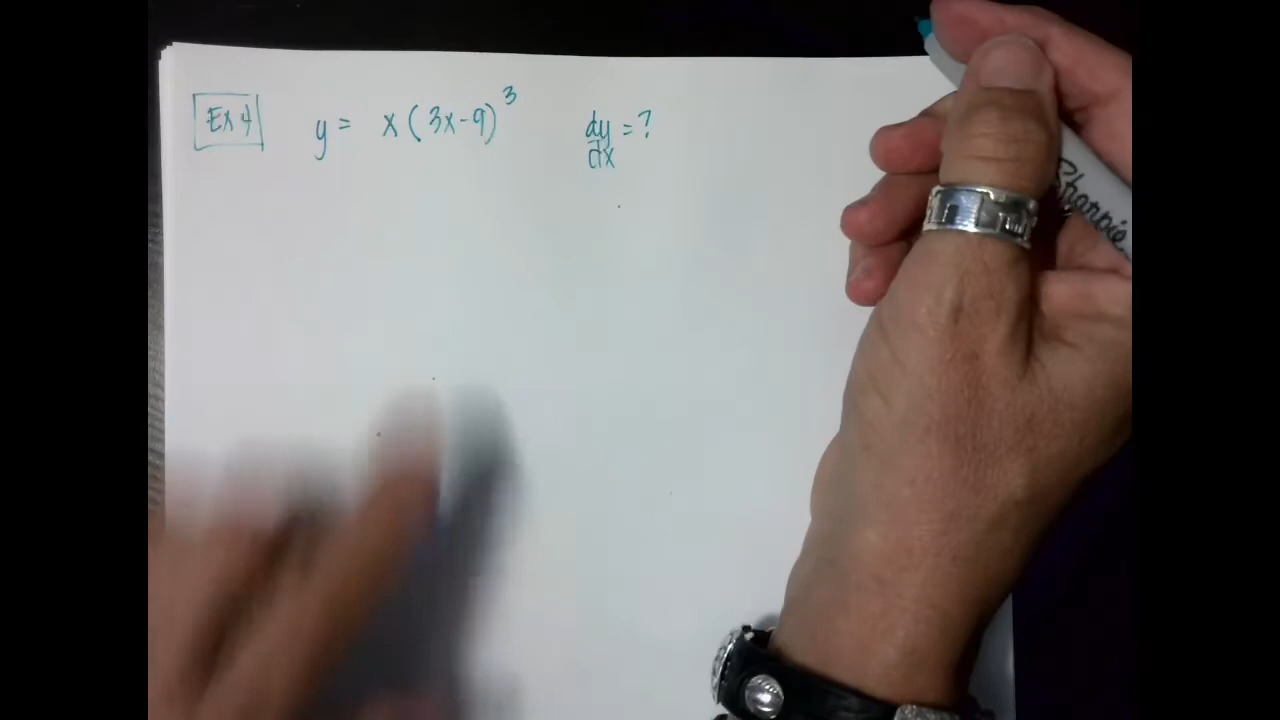 Ex 4 y = x(3x-9)³ dy/dx = ?
Sharpie